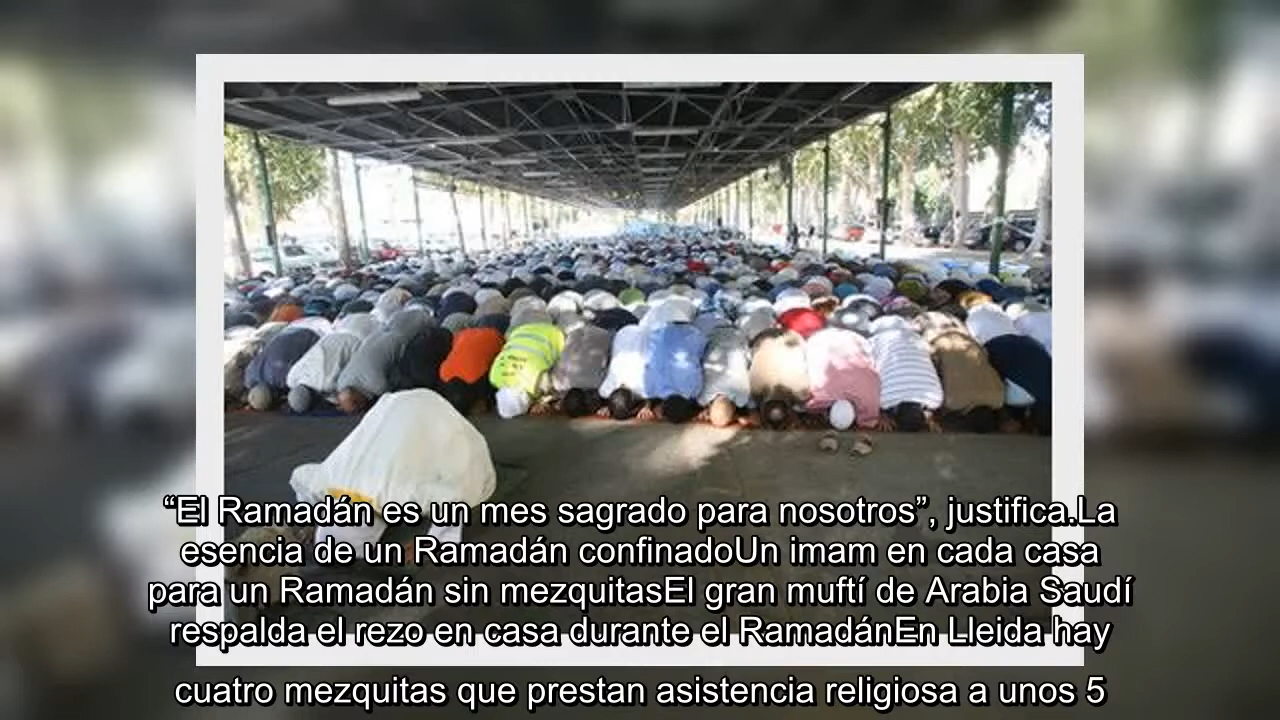 “El Ramadán es un mes sagrado para nosotros”, justifica.La
esencia de un Ramadán confinadoUn imam en cada casa
para un Ramadán sin mezquitasEl gran muftí de Arabia Saudí
respalda el rezo en casa durante el RamadánEn Lleida hay
cuatro mezquitas que prestan asistencia religiosa a unos 5